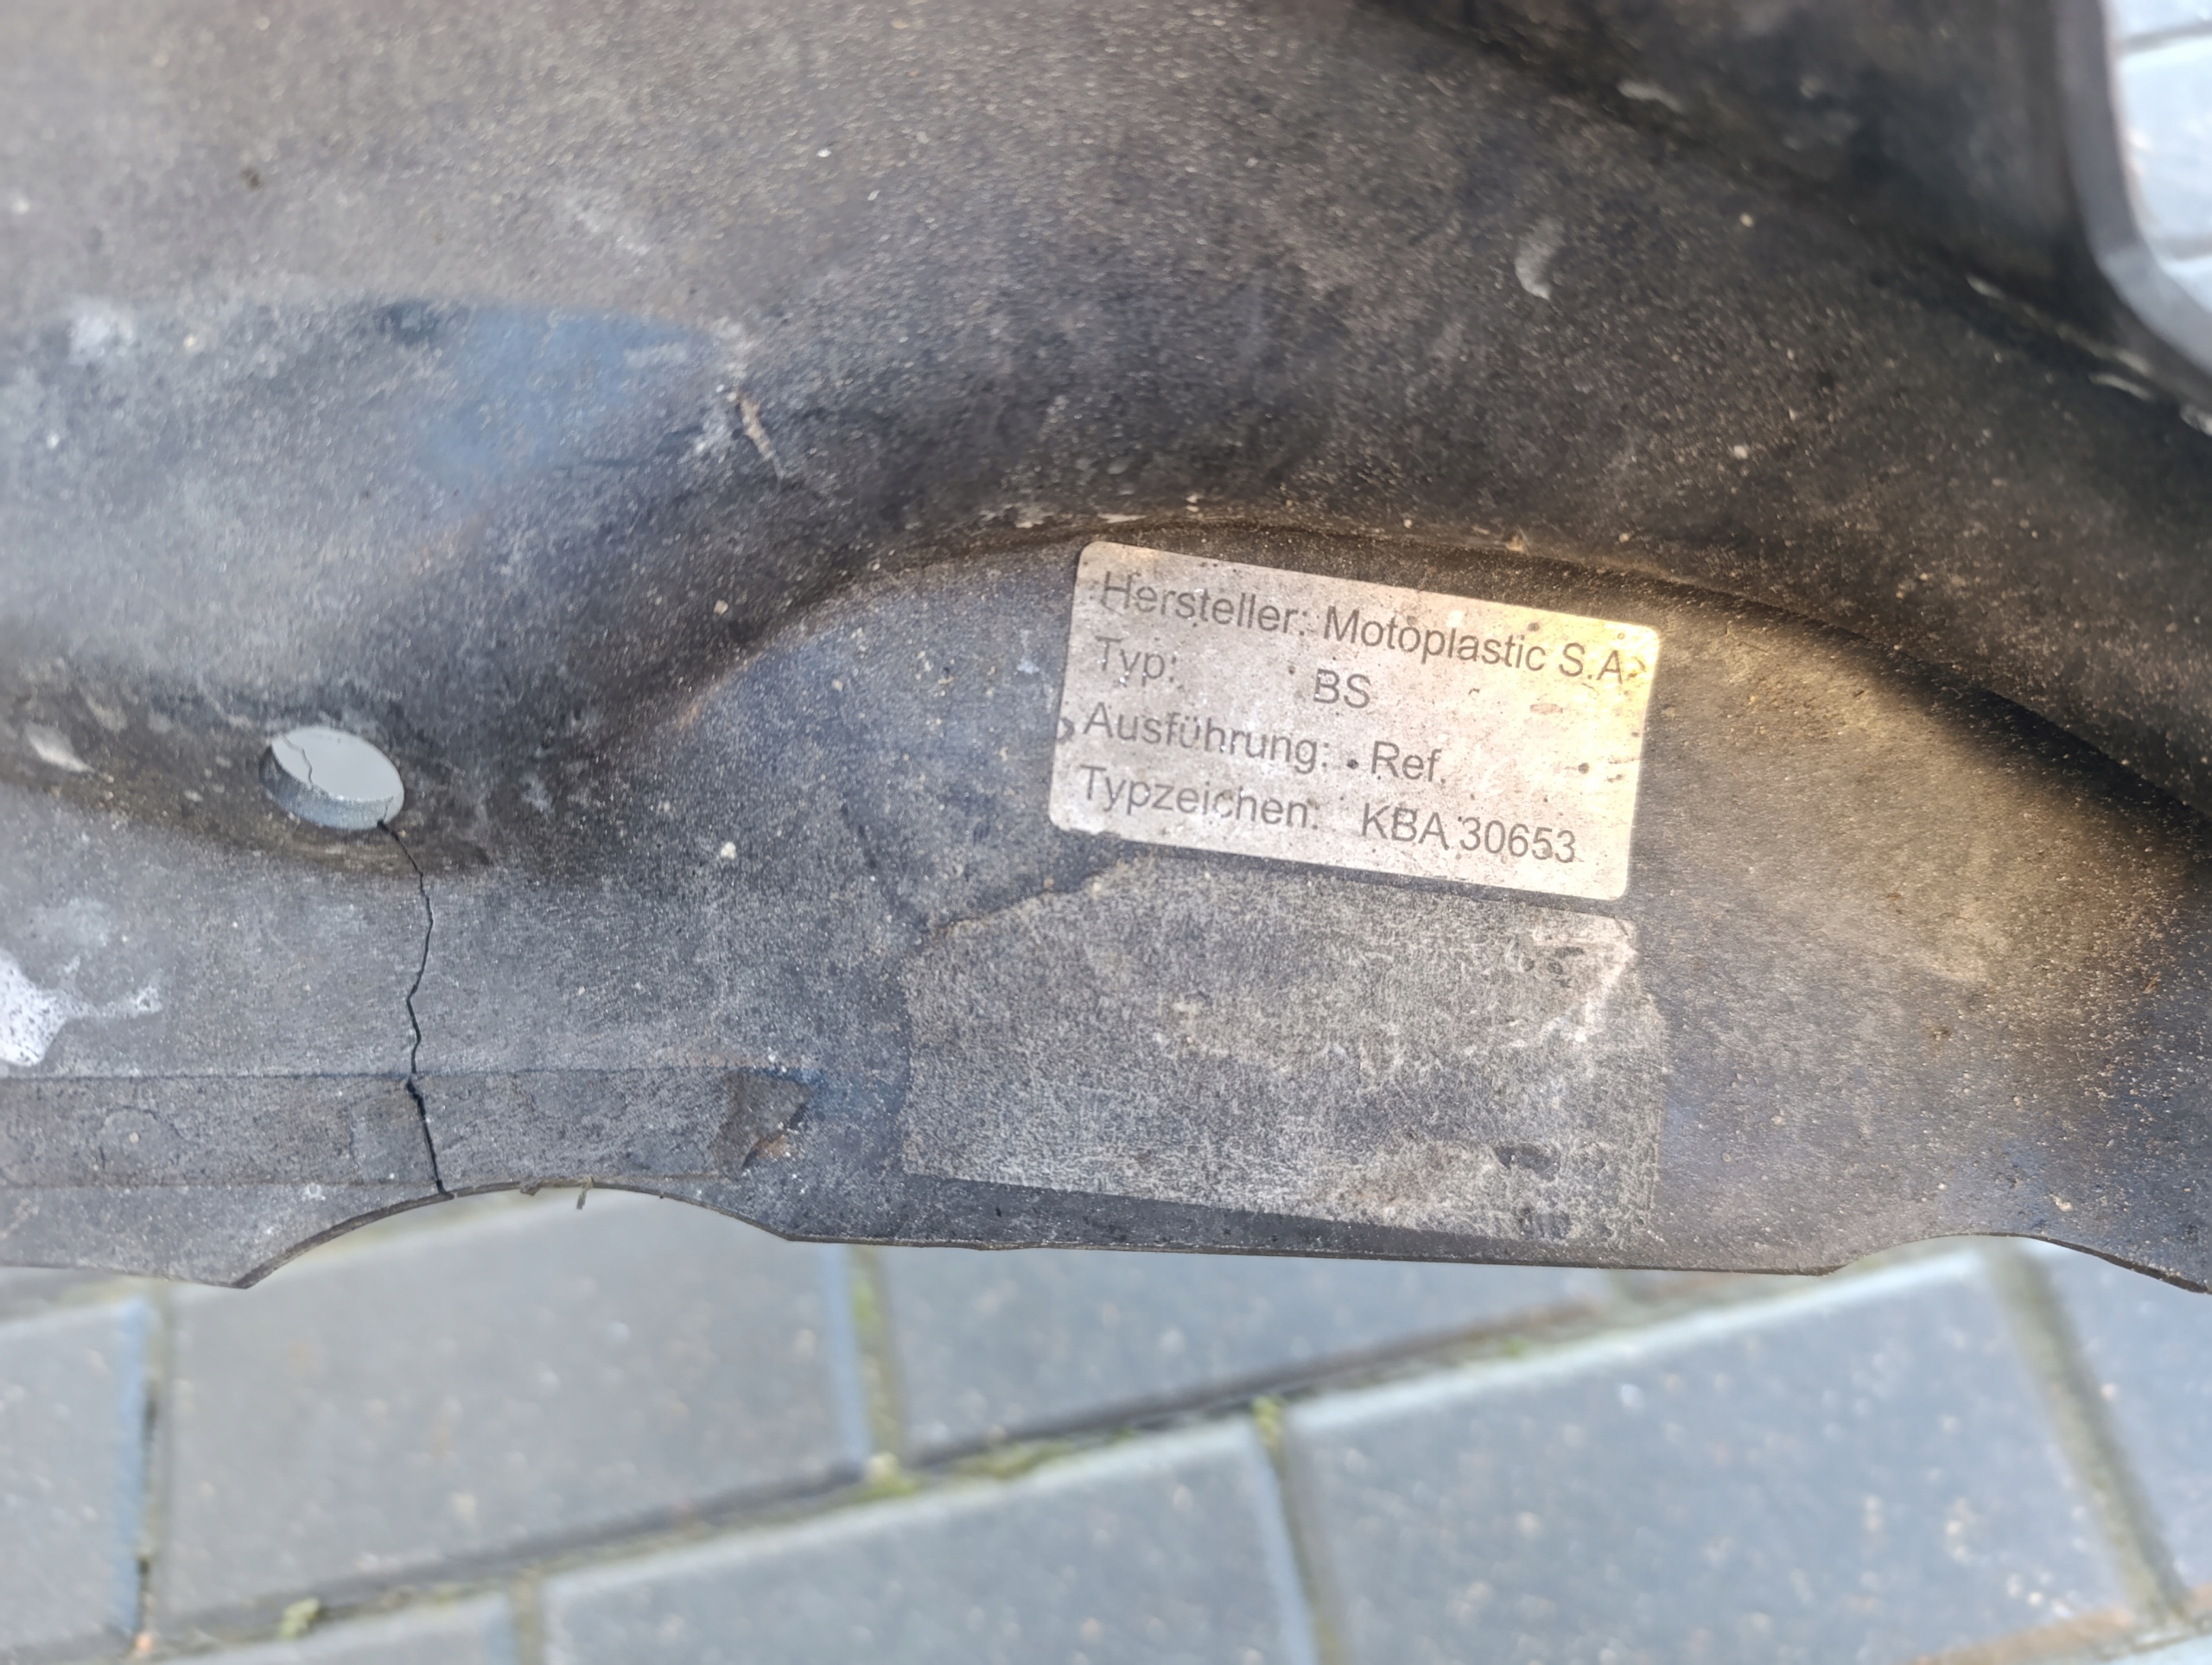 Hersteller: Motoplastic S.A.
Typ: BS
Ausführung: Ref.
Typzeichen: KBA 30653